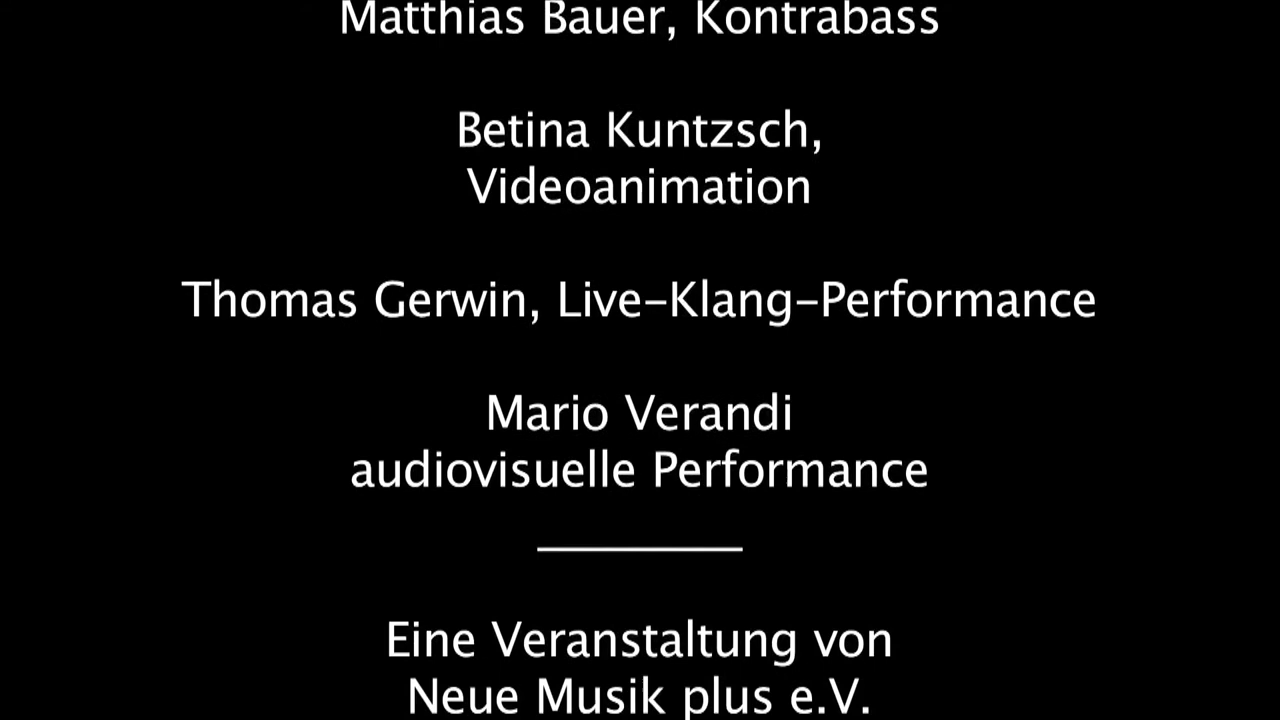 Matthias Bauer, Kontrabass
Betina Kuntzsch,
Videoanimation
Thomas Gerwin, Live-Klang-Performance
Mario Verandi
audiovisuelle Performance
Eine Veranstaltung von
Neue Musik plus e.V.